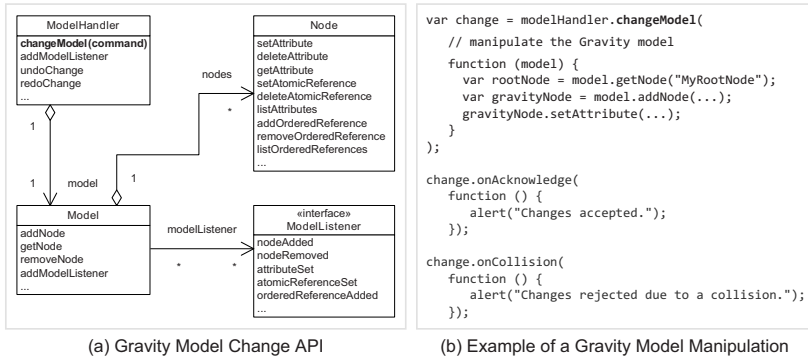 ModelHandler
changeModel(command)
addModelListener
undoChange
redoChange
...
1
1
model
nodes
*
1
Node
setAttribute
deleteAttribute
getAttribute
setAtomicReference
deleteAtomicReference
listAttributes
addOrderedReference
removeOrderedReference
listOrderedReferences
...
Model
addNode
getNode
removeNode
addModelListener
...
modelListener
*
*
«interface»
ModelListener
nodeAdded
nodeRemoved
attributeSet
atomicReferenceSet
orderedReferenceAdded
...
(a) Gravity Model Change API
var change = modelHandler.changeModel(
// manipulate the Gravity model
function (model) {
var rootNode = model.getNode("MyRootNode");
var gravityNode = model.addNode(...);
gravityNode.setAttribute(...);
}
);
change.onAcknowledge(
function () {
alert("Changes accepted.");
});
change.onCollision(
function () {
alert("Changes rejected due to a collision.");
});
(b) Example of a Gravity Model Manipulation